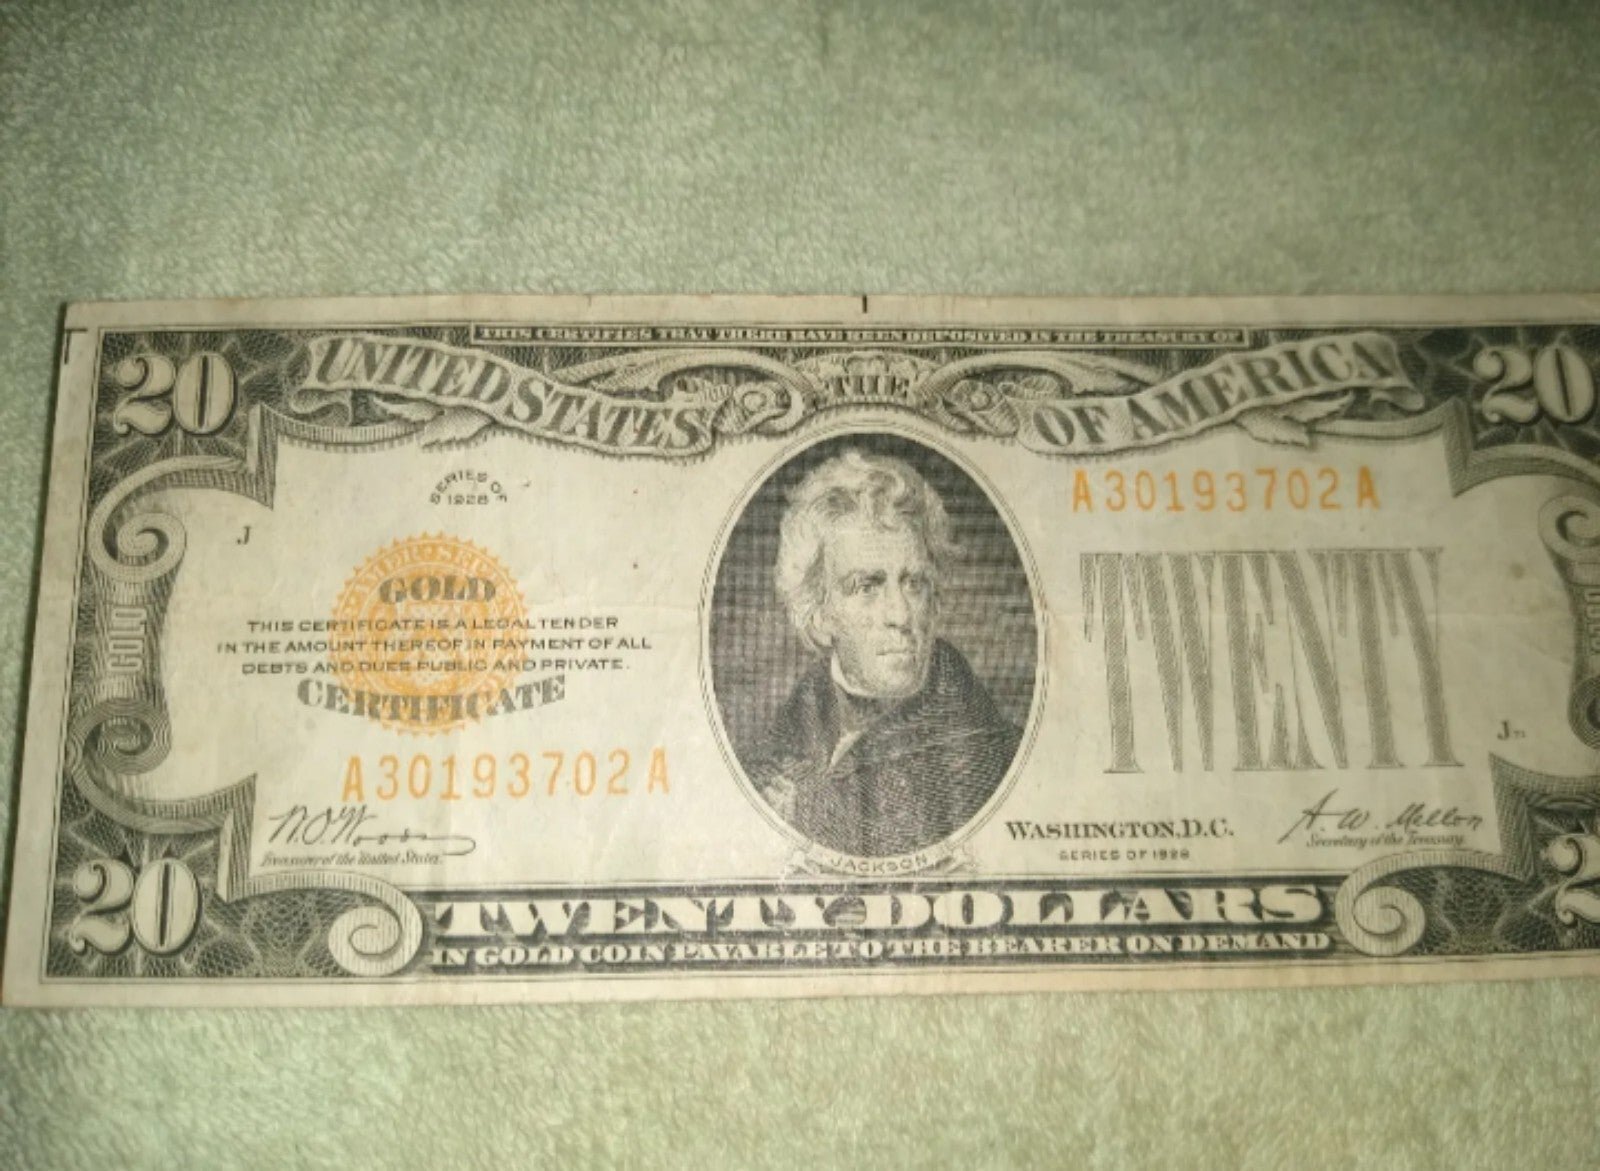 THIS CERTIFIES THAT THERE HAVE BEEN DEPOSITED IN THE TREASURY OF
20 UNITED STATES THE OF AMERICA 20
SERIES OF
1928
A30193702A
J
GOLD
THIS CERTIFICATE IS A LEGAL TENDER
IN THE AMOUNT THEREOF IN PAYMENT OF ALL
DEBTS AND DUES PUBLIC AND PRIVATE.
CERTIFICATE
GOLD
TWENTY
J
A30193702A
N.O. Woods
Treasurer of the United States.
WASHINGTON, D.C.
SERIES OF 1928
A.W. Mellon
Secretary of the Treasury.
JACKSON
20 TWENTY DOLLARS
IN GOLD COIN PAYABLE TO THE BEARER ON DEMAND